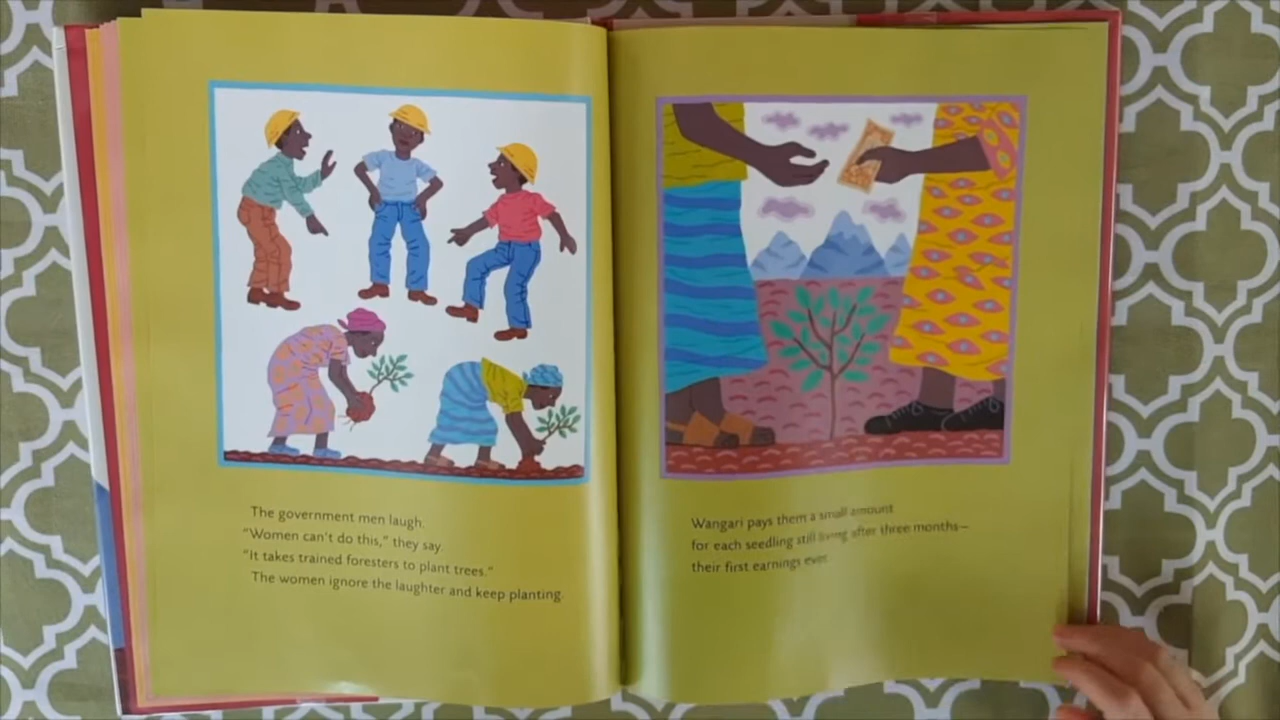 The government men laugh.
"Women can't do this," they say.
"It takes trained foresters to plant trees."
The women ignore the laughter and keep planting.
Wangari pays them a small amount
for each seedling still living after three months—
their first earnings ever.